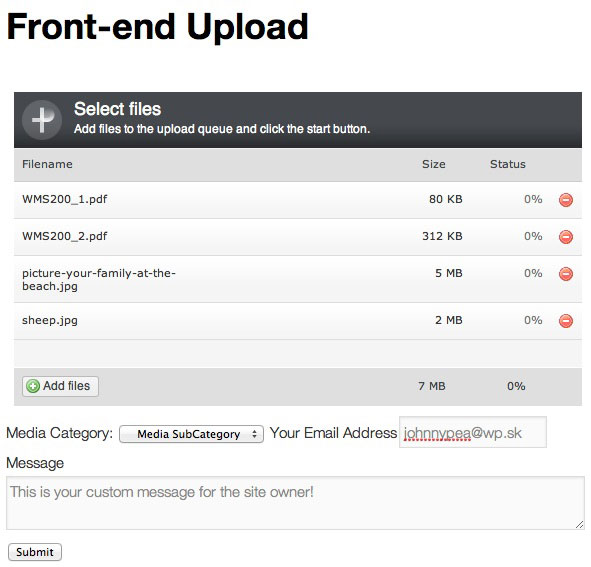 Front-end Upload
Select files
Add files to the upload queue and click the start button.
Filename Size Status
WMS200_1.pdf 80 KB 0%
WMS200_2.pdf 312 KB 0%
picture-your-family-at-the-
beach.jpg 5 MB 0%
sheep.jpg 2 MB 0%
Add files 7 MB 0%
Media Category: Media SubCategory Your Email Address johnnypea@wp.sk
Message
This is your custom message for the site owner!
Submit